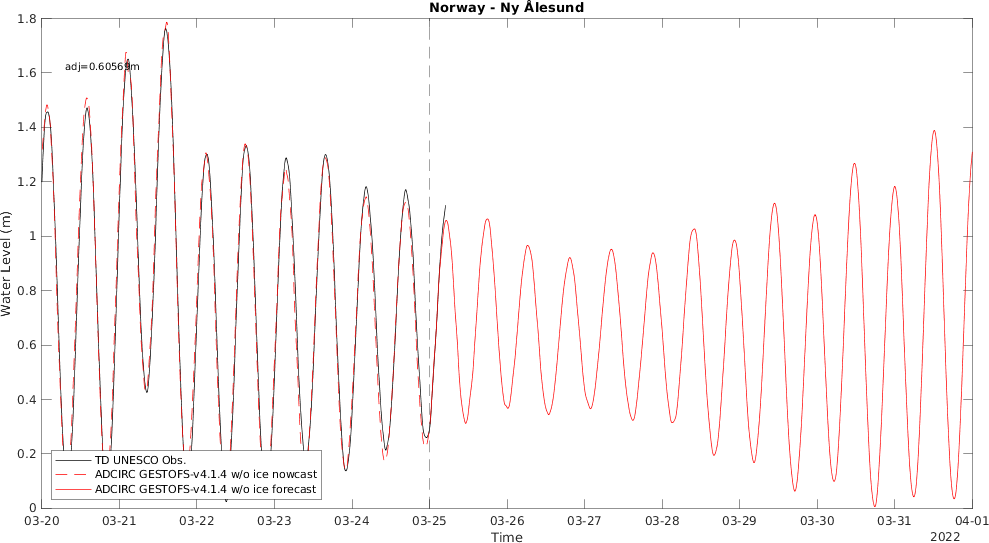 Norway - Ny Ålesund
1.8
adj=0.60569m
1.6
1.4
1.2
1
0.8
0.6
0.4
0.2
0
Water Level (m)
TD UNESCO Obs.
ADCIRC GESTOFS-v4.1.4 w/o ice nowcast
ADCIRC GESTOFS-v4.1.4 w/o ice forecast
03-20 03-21 03-22 03-23 03-24 03-25 03-26 03-27 03-28 03-29 03-30 03-31 04-01
Time
2022